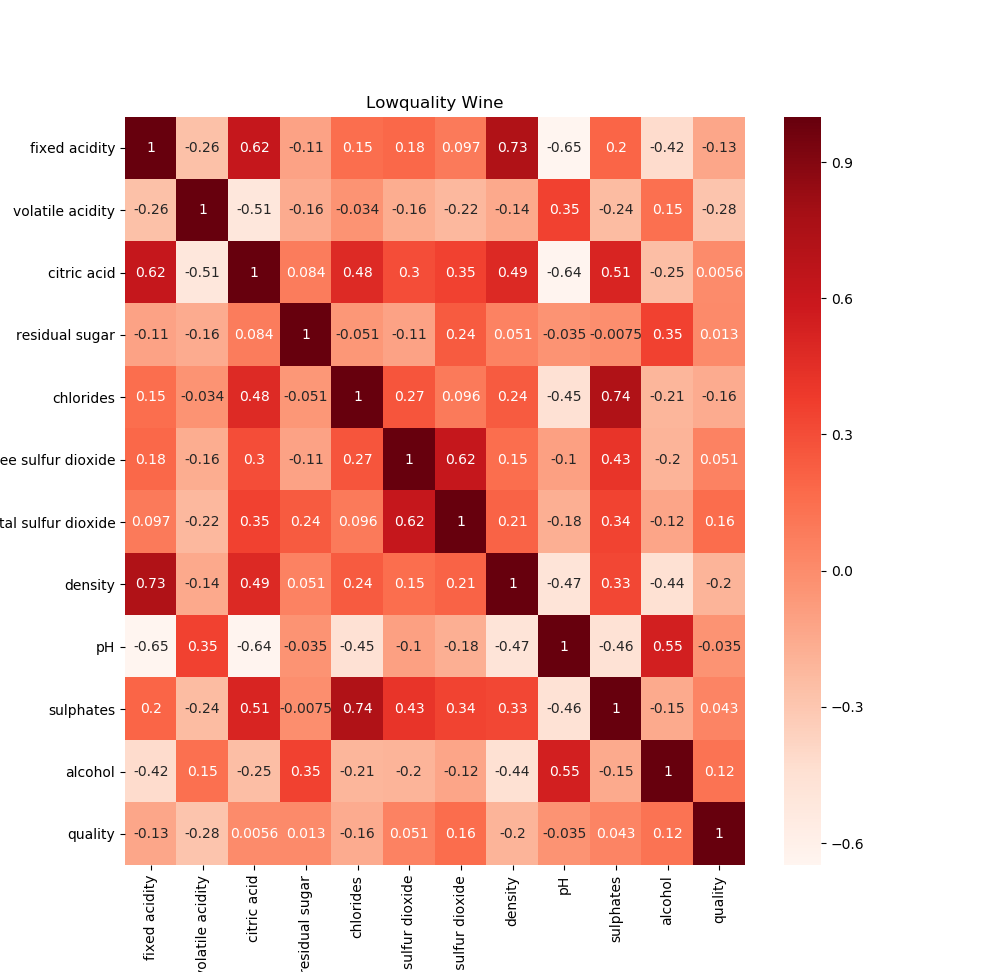 Lowquality Wine
fixed acidity 1 -0.26 0.62 -0.11 0.15 0.18 0.097 0.73 -0.65 0.2 -0.42 -0.13
volatile acidity -0.26 1 -0.51 -0.16 -0.034 -0.16 -0.22 -0.14 0.35 -0.24 0.15 -0.28
citric acid 0.62 -0.51 1 0.084 0.48 0.3 0.35 0.49 -0.64 0.51 -0.25 0.0056
residual sugar -0.11 -0.16 0.084 1 -0.051 -0.11 0.24 0.051 -0.035 -0.0075 0.35 0.013
chlorides 0.15 -0.034 0.48 -0.051 1 0.27 0.096 0.24 -0.45 0.74 -0.21 -0.16
ee sulfur dioxide 0.18 -0.16 0.3 -0.11 0.27 1 0.62 0.15 -0.1 0.43 -0.2 0.051
tal sulfur dioxide 0.097 -0.22 0.35 0.24 0.096 0.62 1 0.21 -0.18 0.34 -0.12 0.16
density 0.73 -0.14 0.49 0.051 0.24 0.15 0.21 1 -0.47 0.33 -0.44 -0.2
pH -0.65 0.35 -0.64 -0.035 -0.45 -0.1 -0.18 -0.47 1 -0.46 0.55 -0.035
sulphates 0.2 -0.24 0.51 -0.0075 0.74 0.43 0.34 0.33 -0.46 1 -0.15 0.043
alcohol -0.42 0.15 -0.25 0.35 -0.21 -0.2 -0.12 -0.44 0.55 -0.15 1 0.12
quality -0.13 -0.28 0.0056 0.013 -0.16 0.051 0.16 -0.2 -0.035 0.043 0.12 1
fixed acidity
volatile acidity
citric acid
residual sugar
chlorides
sulfur dioxide
sulfur dioxide
density
pH
sulphates
alcohol
quality
0.9
0.6
0.3
0.0
−0.3
−0.6